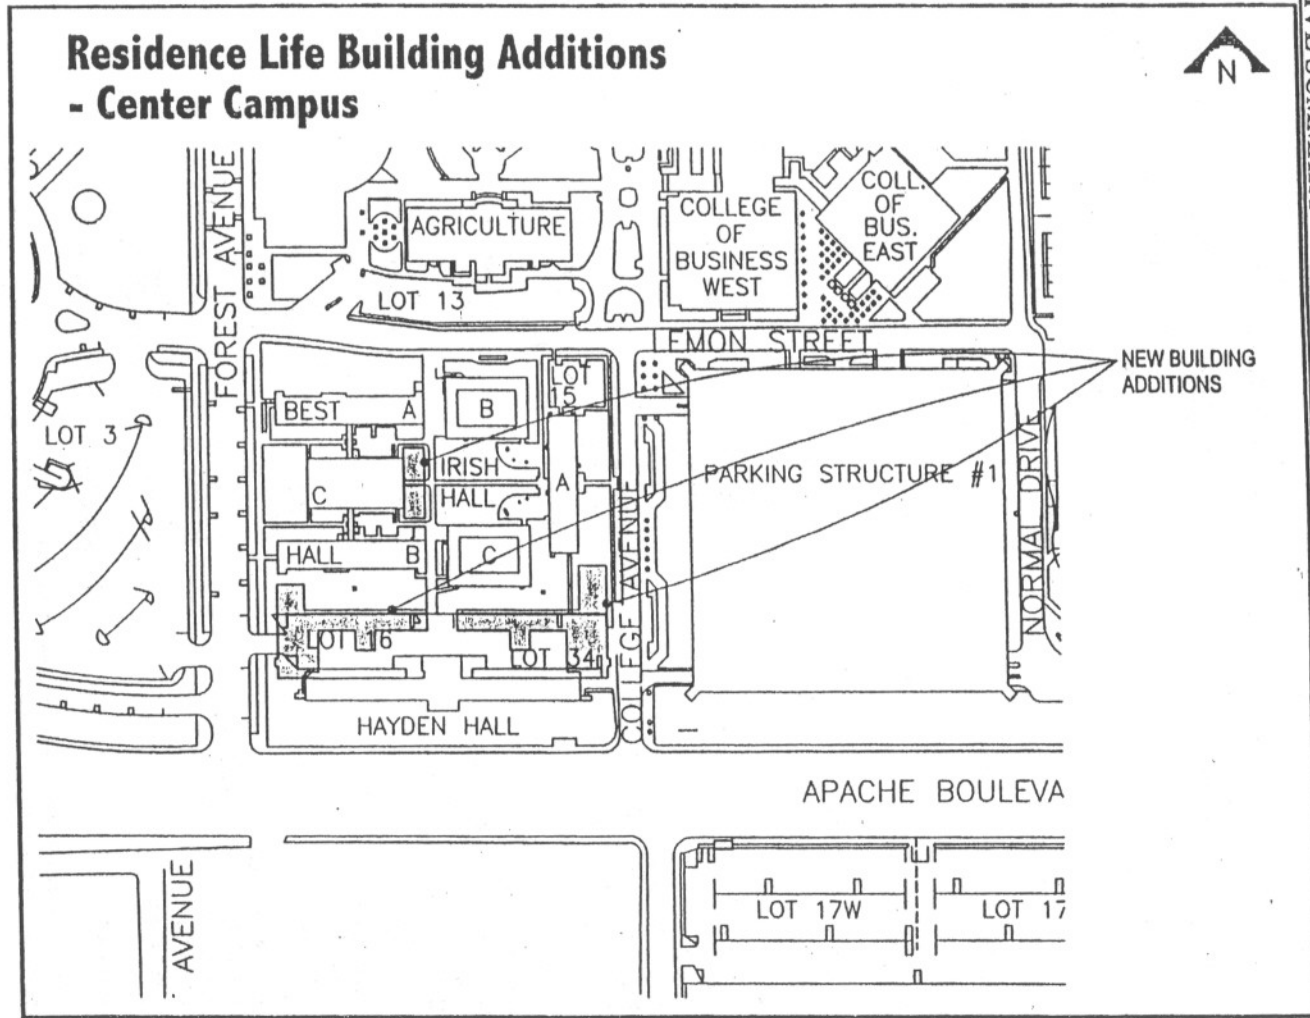 Residence Life Building Additions
- Center Campus
N
FOREST AVENUE
AGRICULTURE
LOT 13
COLLEGE
OF
BUSINESS
WEST
COLL.
OF
BUS.
EAST
LEMON STREET
NEW BUILDING
ADDITIONS
LOT 3
BEST A
B
LOT
15
C
IRISH
HALL
A
PARKING STRUCTURE #1
NORMAL DRIVE
HALL B
C
COLLEGE AVENUE
LOT 16
LOT 34
HAYDEN HALL
APACHE BOULEVA
AVENUE
LOT 17W
LOT 17